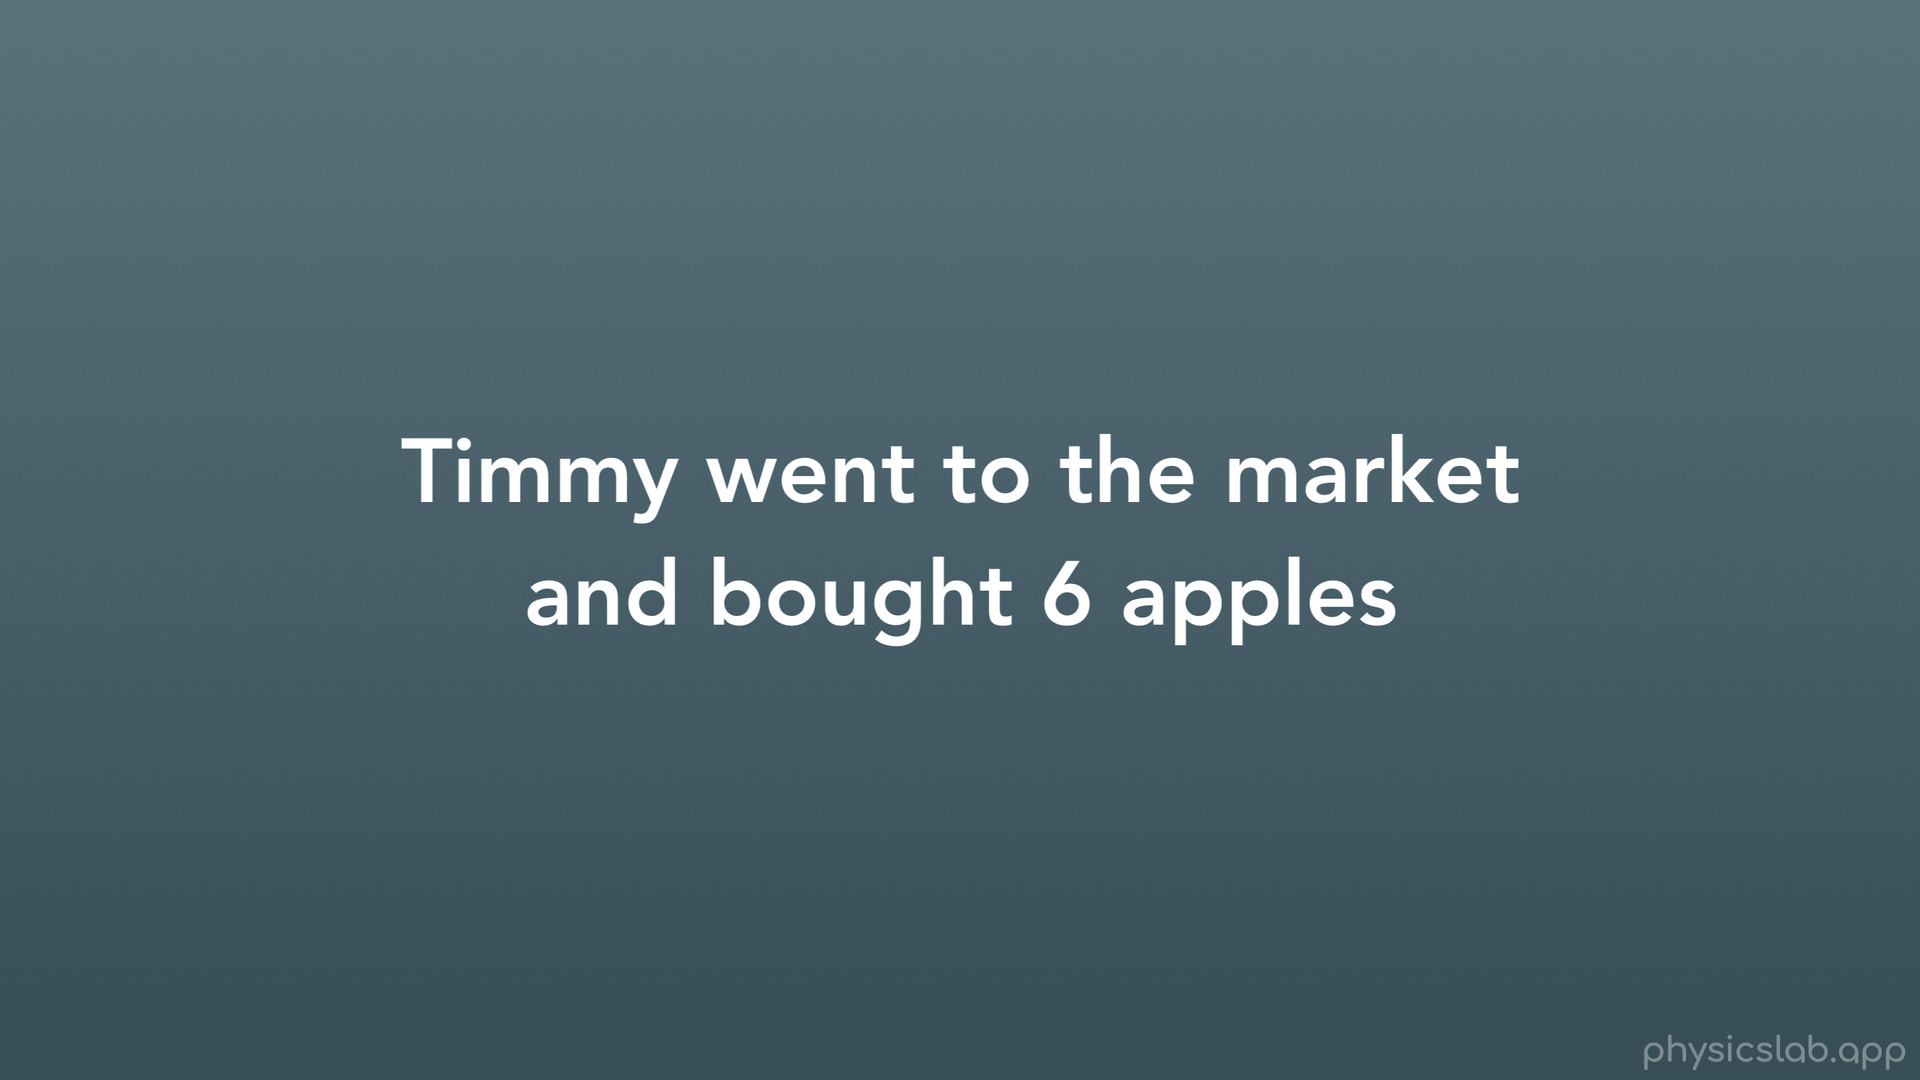 Timmy went to the market
and bought 6 apples
physicslab.app